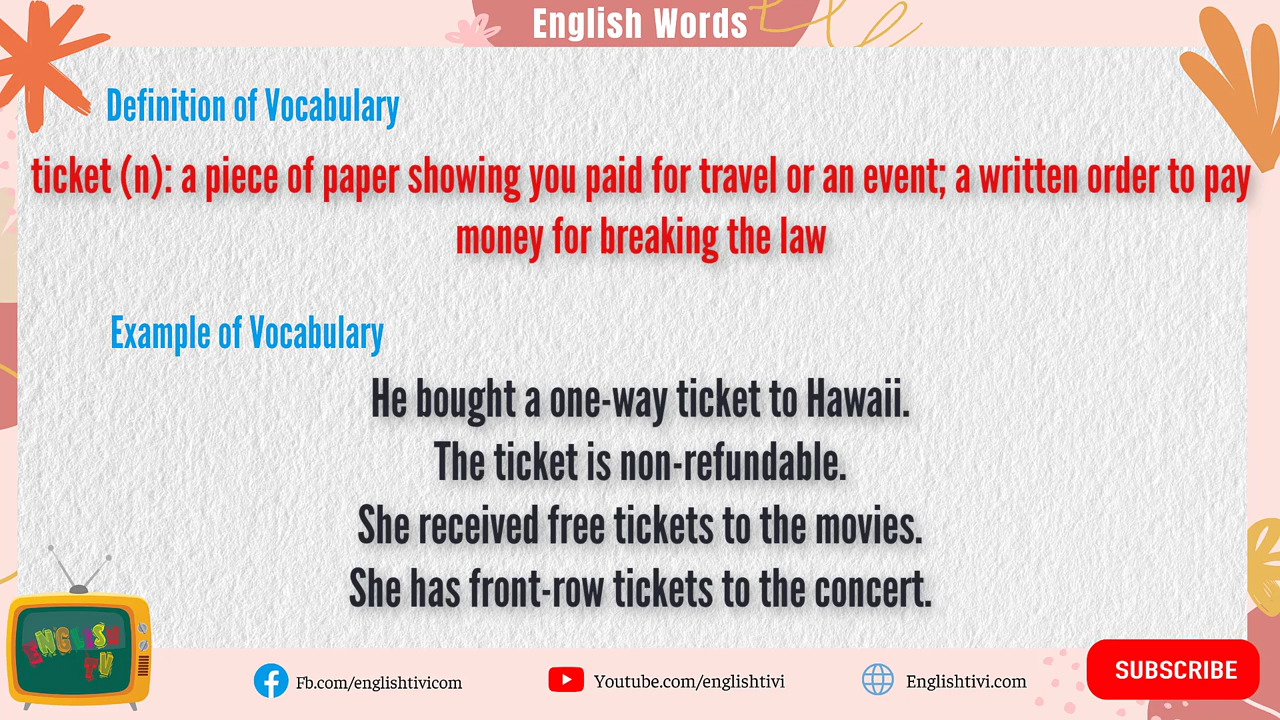 English Words
Definition of Vocabulary
ticket (n): a piece of paper showing you paid for travel or an event; a written order to pay
money for breaking the law
Example of Vocabulary
He bought a one-way ticket to Hawaii.
The ticket is non-refundable.
She received free tickets to the movies.
She has front-row tickets to the concert.
ENGLISH
TV
Fb.com/englishtivicom
Youtube.com/englishtivi
Englishtivi.com
SUBSCRIBE